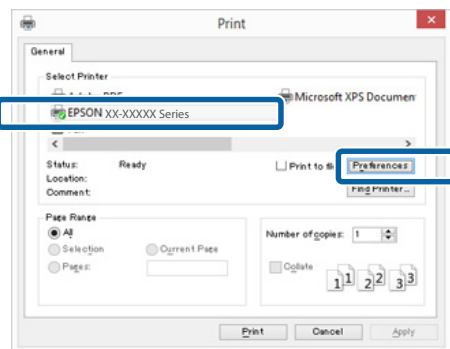 Print
General
Select Printer
Microsoft XPS Documen
EPSON XX-XXXXX Series
<
>
Status: Ready
Print to
Preferences
Location:
Comment:
Find Printer...
Page Range
All
Selection
Current Page
Pages:
Number of copies: 1
Collate
1 1 2 2 3 3
Print
Cancel
Apply